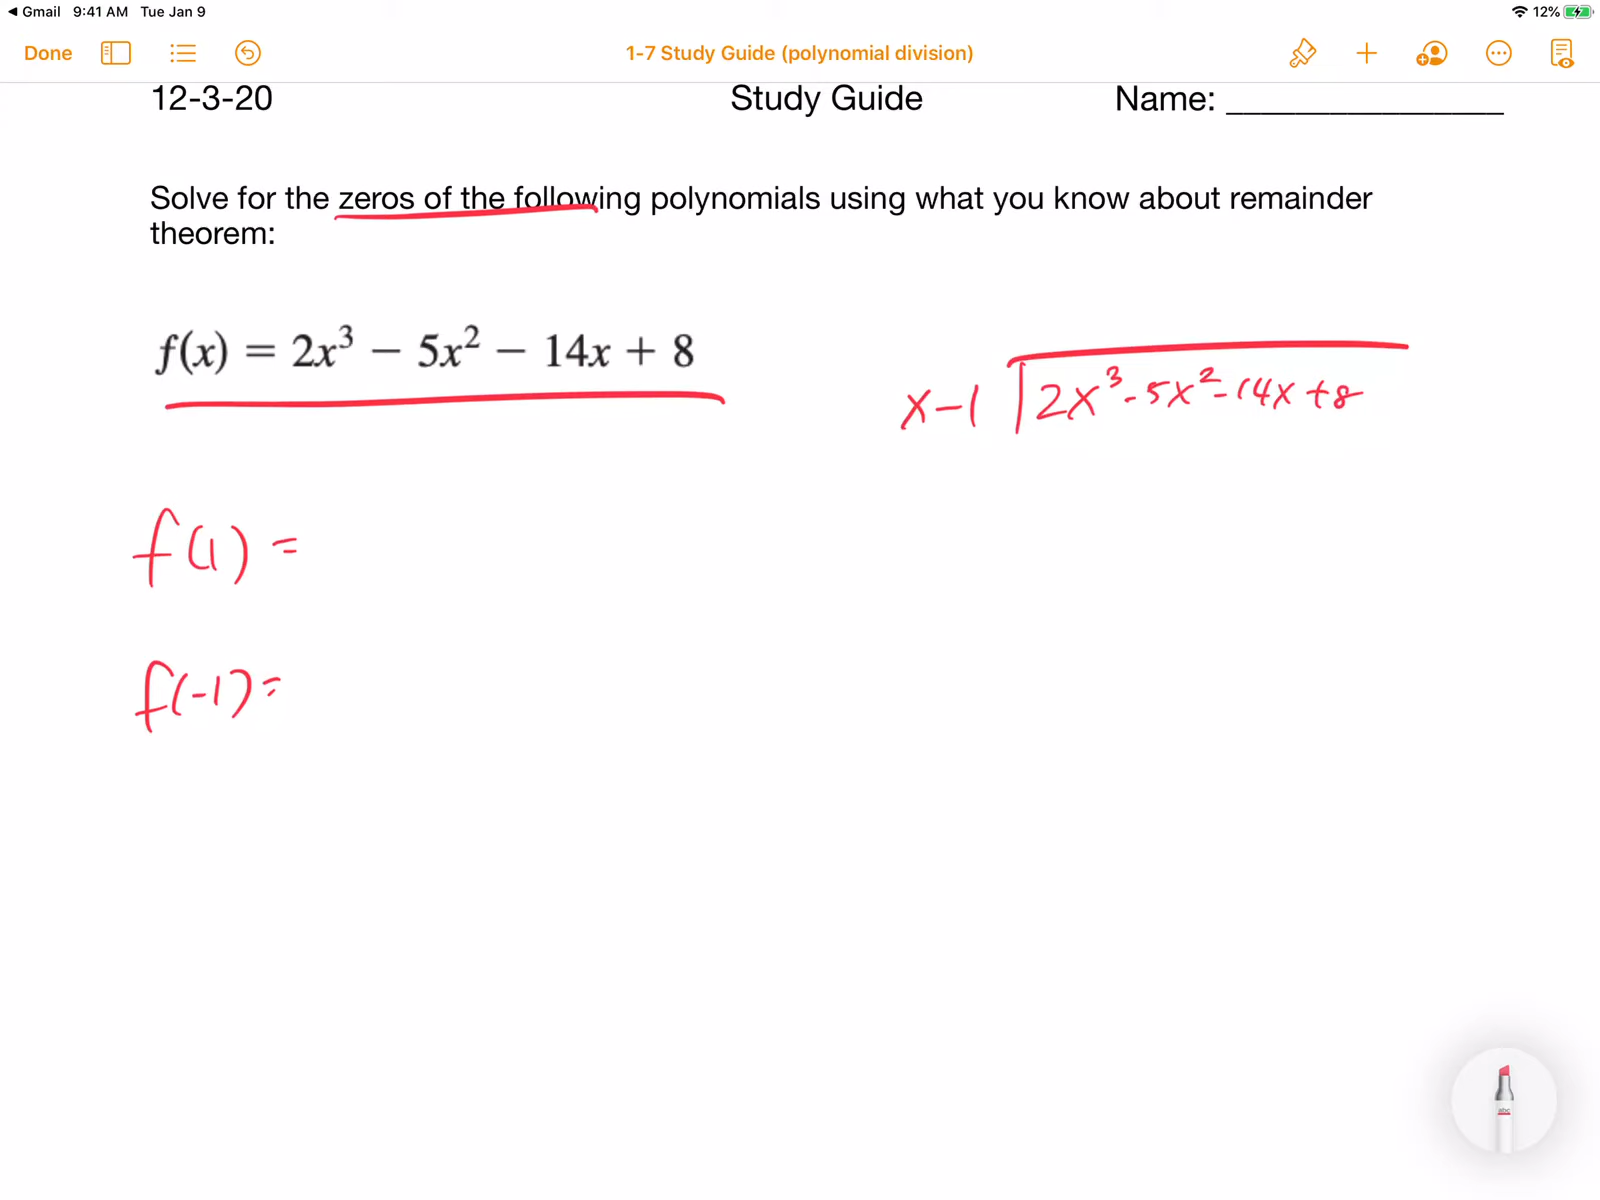 Gmail 9:41 AM Tue Jan 9 12%
Done 1-7 Study Guide (polynomial division)
12-3-20 Study Guide Name: ________________
Solve for the zeros of the following polynomials using what you know about remainder
theorem:
f(x) = 2x³ − 5x² − 14x + 8
x-1 2x³-5x²-14x+8
f(1) =
f(-1) =
abc